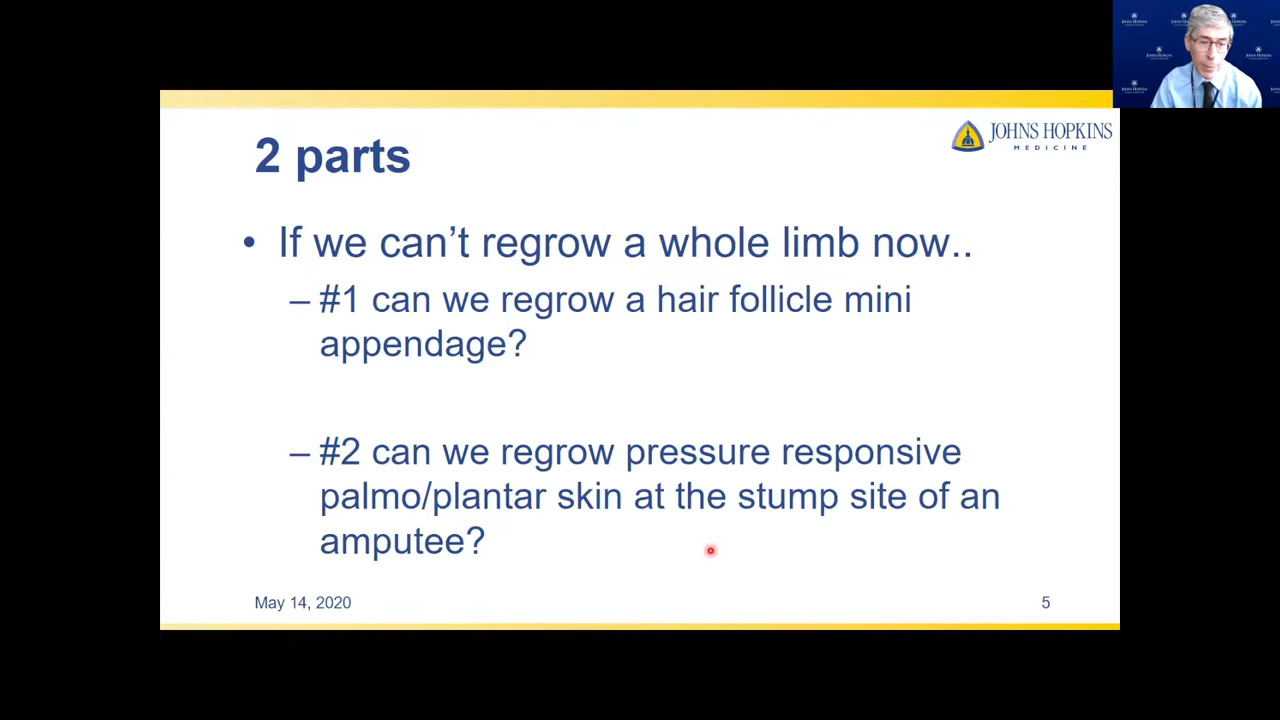 2 parts
JOHNS HOPKINS
MEDICINE
• If we can’t regrow a whole limb now..
– #1 can we regrow a hair follicle mini
appendage?
– #2 can we regrow pressure responsive
palmo/plantar skin at the stump site of an
amputee?
May 14, 2020
5